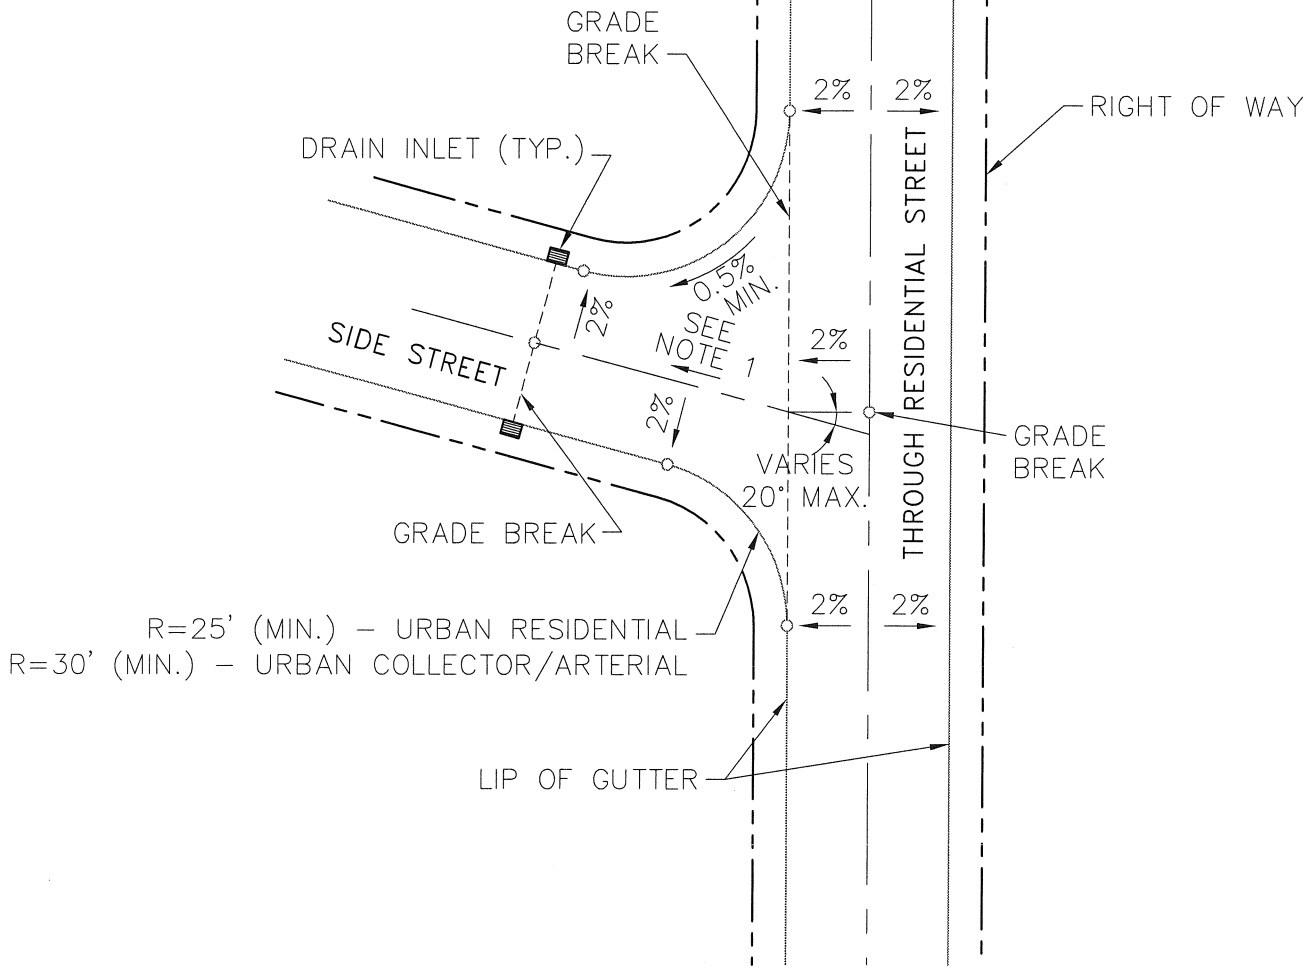 GRADE
BREAK
2%
2%
RIGHT OF WAY
DRAIN INLET (TYP.)
THROUGH RESIDENTIAL STREET
0.5%
MIN.
2%
SEE
NOTE 1
2%
SIDE STREET
2%
GRADE
BREAK
VARIES
20° MAX.
GRADE BREAK
2%
2%
R=25' (MIN.) – URBAN RESIDENTIAL
R=30' (MIN.) – URBAN COLLECTOR/ARTERIAL
LIP OF GUTTER